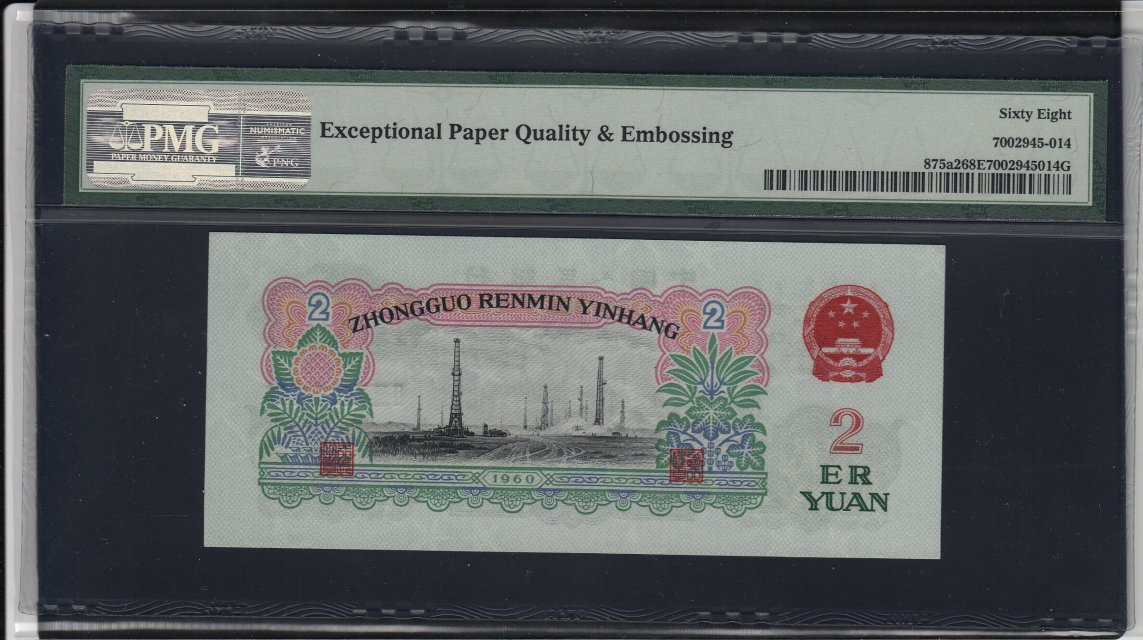 PMG
PAPER MONEY GUARANTY
AMERICAN
NUMISMATIC
PNG
Exceptional Paper Quality & Embossing
Sixty Eight
7002945-014
875a268E7002945014G
2
ZHONGGUO RENMIN YINHANG
2
1960
2
ER
YUAN